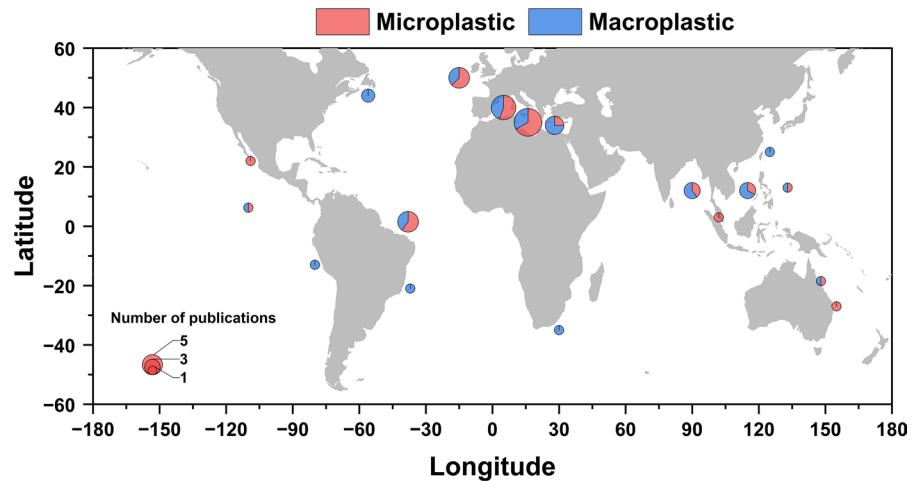 Microplastic Macroplastic
60
40
20
0
−20
−40
−60
Latitude
Number of publications
5
3
1
−180 −150 −120 −90 −60 −30 0 30 60 90 120 150 180
Longitude